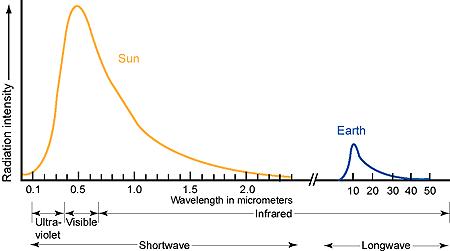 Radiation intensity
Sun
Earth
0.1 0.5 1.0 1.5 2.0 10 20 30 40 50
Wavelength in micrometers
Ultra- Visible Infrared
violet
Shortwave Longwave